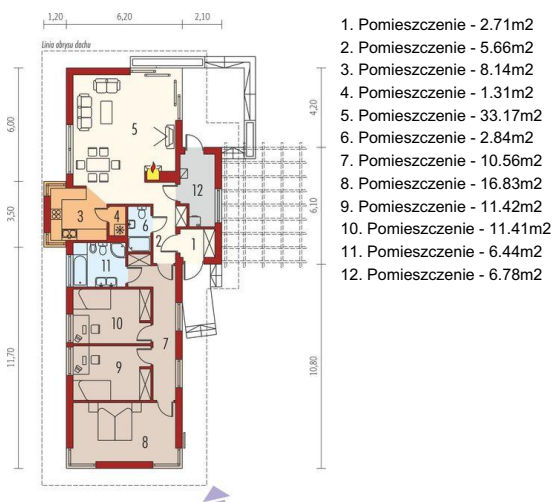 1,20 6,20 2,10
Linia obrysu dachu
6,00
3,50
11,70
4,20
6,10
10,80
5
12
3
4
6
2
1
11
10
7
9
8
1. Pomieszczenie - 2.71m2
2. Pomieszczenie - 5.66m2
3. Pomieszczenie - 8.14m2
4. Pomieszczenie - 1.31m2
5. Pomieszczenie - 33.17m2
6. Pomieszczenie - 2.84m2
7. Pomieszczenie - 10.56m2
8. Pomieszczenie - 16.83m2
9. Pomieszczenie - 11.42m2
10. Pomieszczenie - 11.41m2
11. Pomieszczenie - 6.44m2
12. Pomieszczenie - 6.78m2